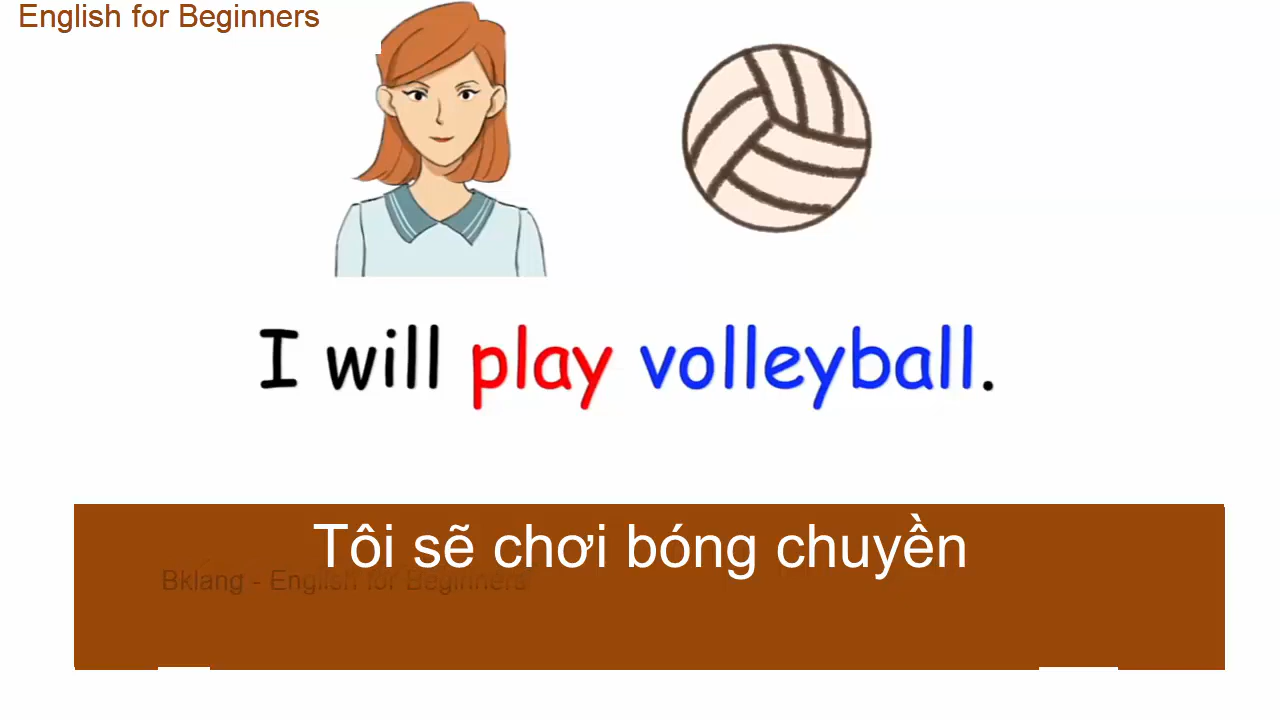 English for Beginners
I will play volleyball.
Tôi sẽ chơi bóng chuyền
Bklang - English for Beginners